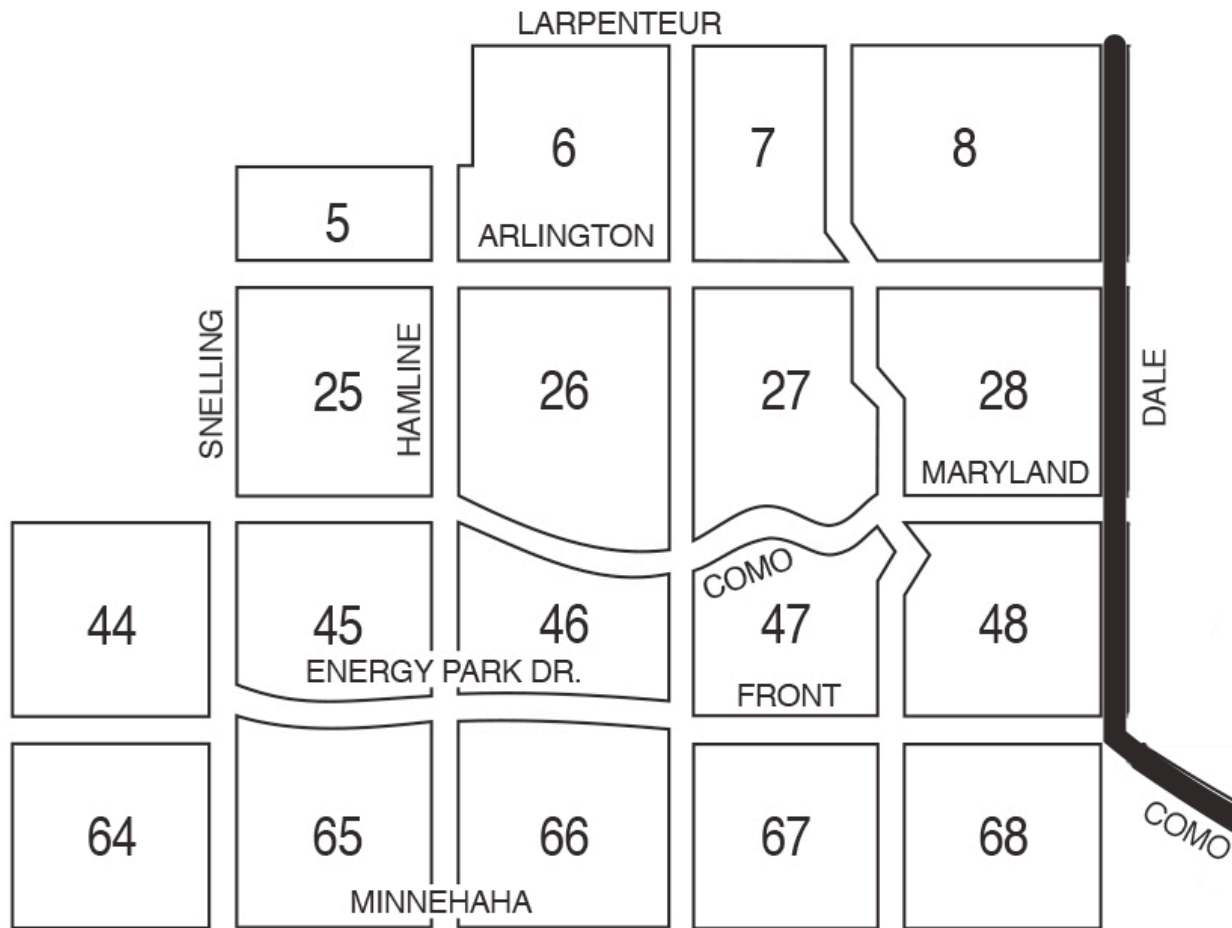 LARPENTEUR
6 7 8
5
ARLINGTON
SNELLING
HAMLINE
25 26 27 28
DALE
MARYLAND
COMO
44 45 46 47 48
ENERGY PARK DR.
FRONT
COMO
64 65 66 67 68
MINNEHAHA